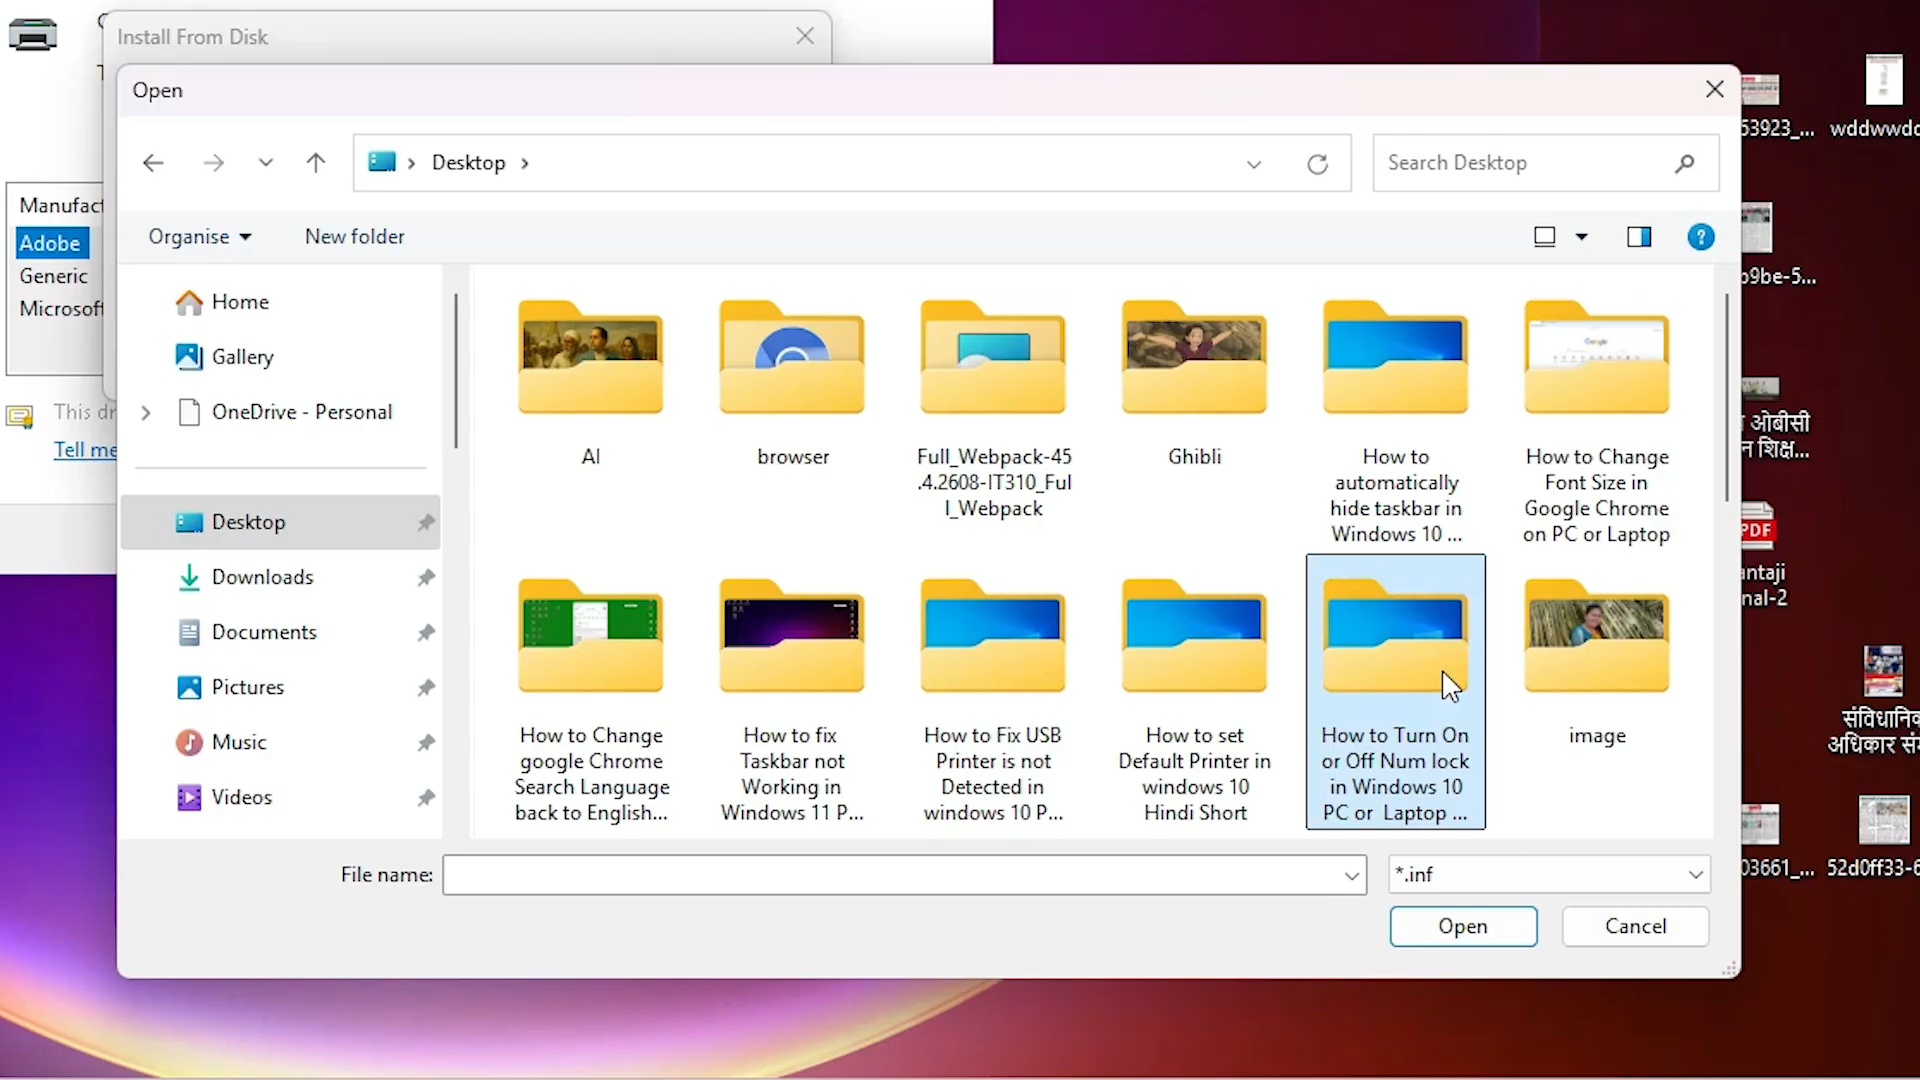 Install From Disk
Open
Desktop
Search Desktop
Organise
New folder
?
Manufact
Adobe
Generic
Microsoft
This dr
Tell me
Home
Gallery
OneDrive - Personal
Desktop
Downloads
Documents
Pictures
Music
Videos
AI
browser
Full_Webpack-45
.4.2608-IT310_Ful
l_Webpack
Ghibli
How to
automatically
hide taskbar in
Windows 10 ...
How to Change
Font Size in
Google Chrome
on PC or Laptop
How to Change
google Chrome
Search Language
back to English...
How to fix
Taskbar not
Working in
Windows 11 P...
How to Fix USB
Printer is not
Detected in
windows 10 P...
How to set
Default Printer in
windows 10
Hindi Short
How to Turn On
or Off Num lock
in Windows 10
PC or Laptop ...
image
File name:
*.inf
Open
Cancel
53923_...
wddwwdd
9be-5...
ओबीसी
न शिक्ष...
PDF
antaji
nal-2
संविधानिक
अधिकार सं
03661_...
52d0ff33-6
Google